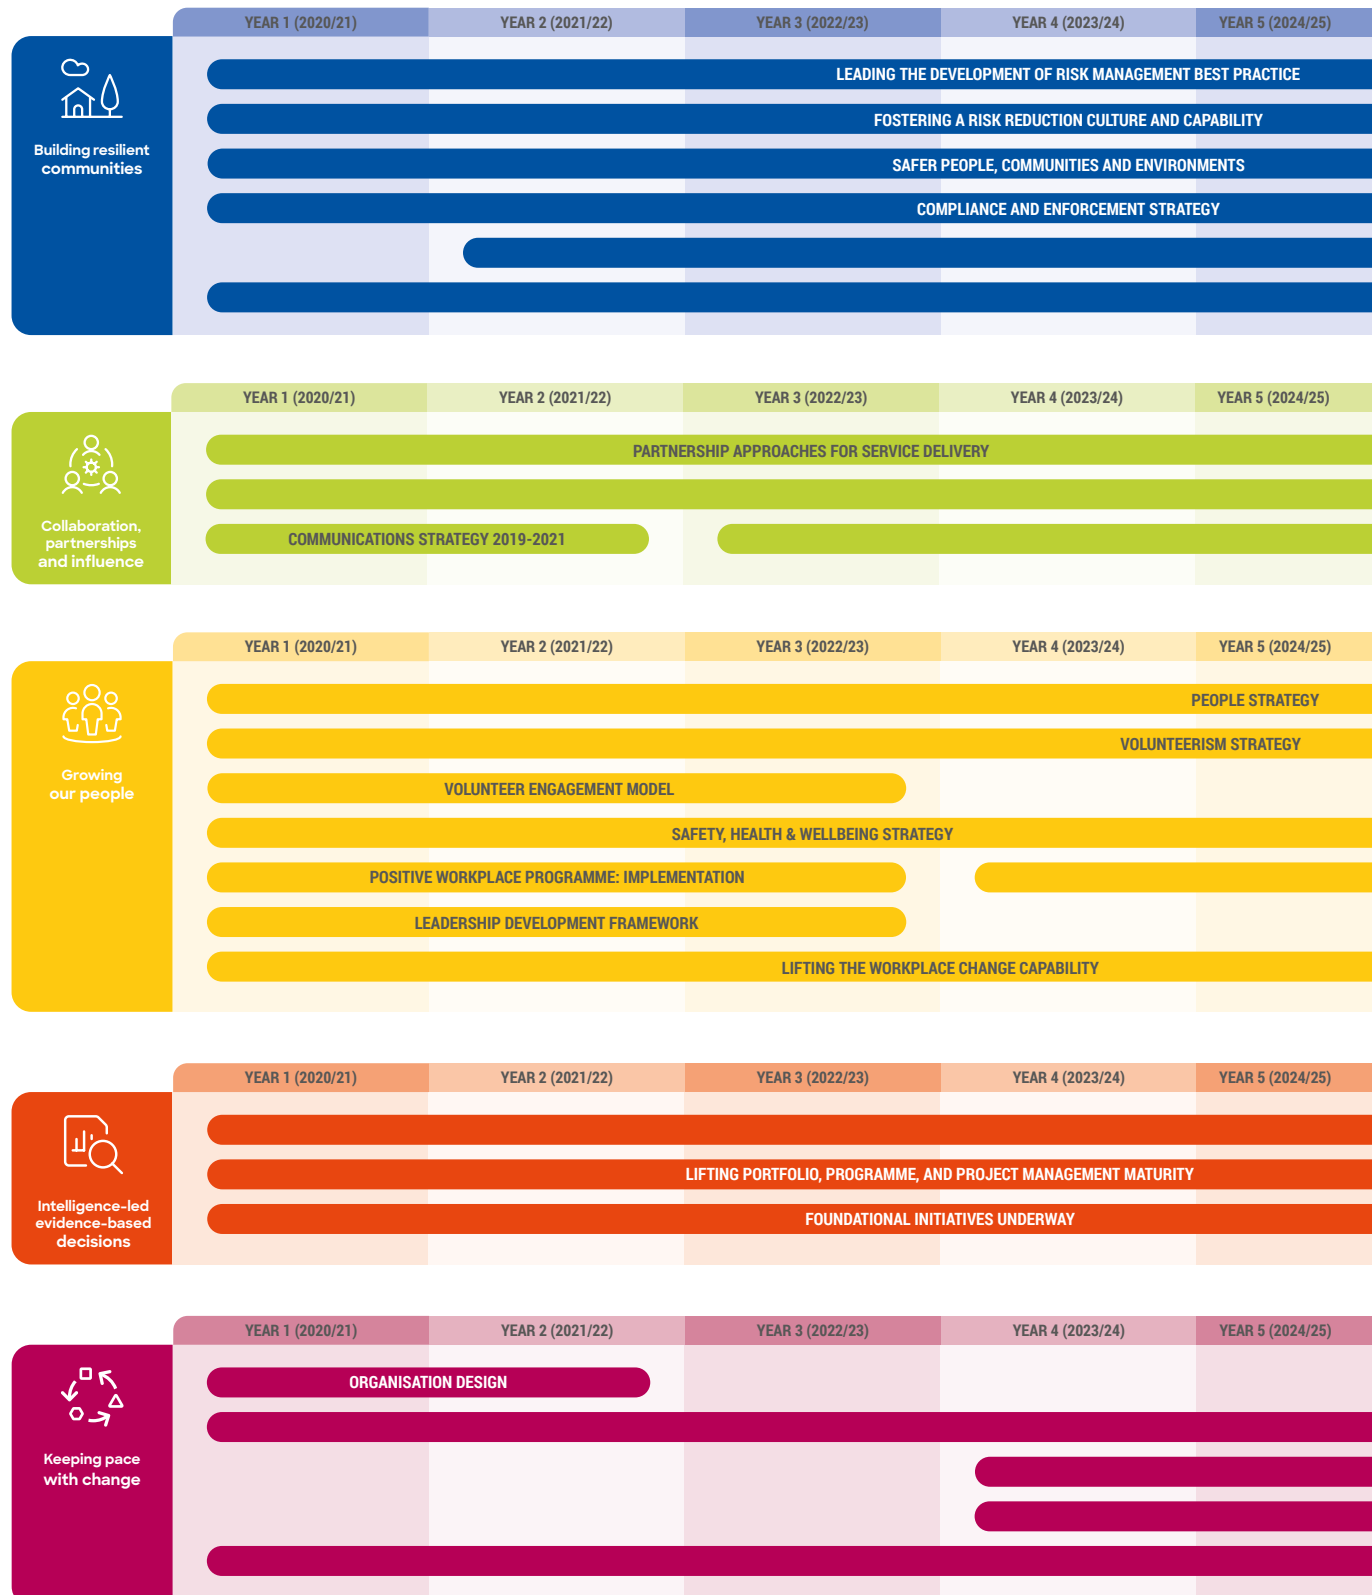 YEAR 1 (2020/21) YEAR 2 (2021/22) YEAR 3 (2022/23) YEAR 4 (2023/24) YEAR 5 (2024/25)
Building resilient
communities
LEADING THE DEVELOPMENT OF RISK MANAGEMENT BEST PRACTICE
FOSTERING A RISK REDUCTION CULTURE AND CAPABILITY
SAFER PEOPLE, COMMUNITIES AND ENVIRONMENTS
COMPLIANCE AND ENFORCEMENT STRATEGY
YEAR 1 (2020/21) YEAR 2 (2021/22) YEAR 3 (2022/23) YEAR 4 (2023/24) YEAR 5 (2024/25)
Collaboration,
partnerships
and influence
PARTNERSHIP APPROACHES FOR SERVICE DELIVERY
COMMUNICATIONS STRATEGY 2019-2021
YEAR 1 (2020/21) YEAR 2 (2021/22) YEAR 3 (2022/23) YEAR 4 (2023/24) YEAR 5 (2024/25)
Growing
our people
PEOPLE STRATEGY
VOLUNTEERISM STRATEGY
VOLUNTEER ENGAGEMENT MODEL
SAFETY, HEALTH & WELLBEING STRATEGY
POSITIVE WORKPLACE PROGRAMME: IMPLEMENTATION
LEADERSHIP DEVELOPMENT FRAMEWORK
LIFTING THE WORKPLACE CHANGE CAPABILITY
YEAR 1 (2020/21) YEAR 2 (2021/22) YEAR 3 (2022/23) YEAR 4 (2023/24) YEAR 5 (2024/25)
Intelligence-led
evidence-based
decisions
LIFTING PORTFOLIO, PROGRAMME, AND PROJECT MANAGEMENT MATURITY
FOUNDATIONAL INITIATIVES UNDERWAY
YEAR 1 (2020/21) YEAR 2 (2021/22) YEAR 3 (2022/23) YEAR 4 (2023/24) YEAR 5 (2024/25)
Keeping pace
with change
ORGANISATION DESIGN